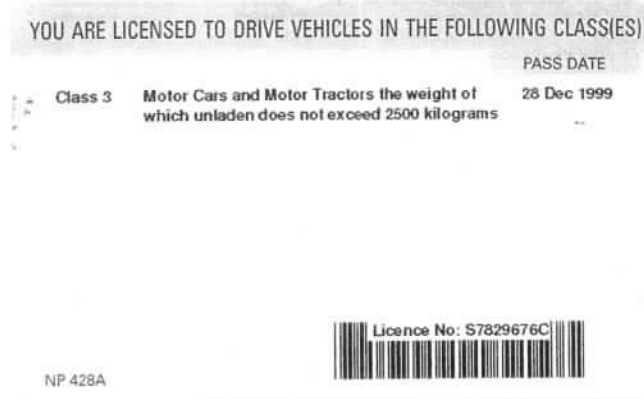 YOU ARE LICENSED TO DRIVE VEHICLES IN THE FOLLOWING CLASS(ES)
PASS DATE
Class 3 Motor Cars and Motor Tractors the weight of 28 Dec 1999
which unladen does not exceed 2500 kilograms
Licence No: S7829676C
NP 428A